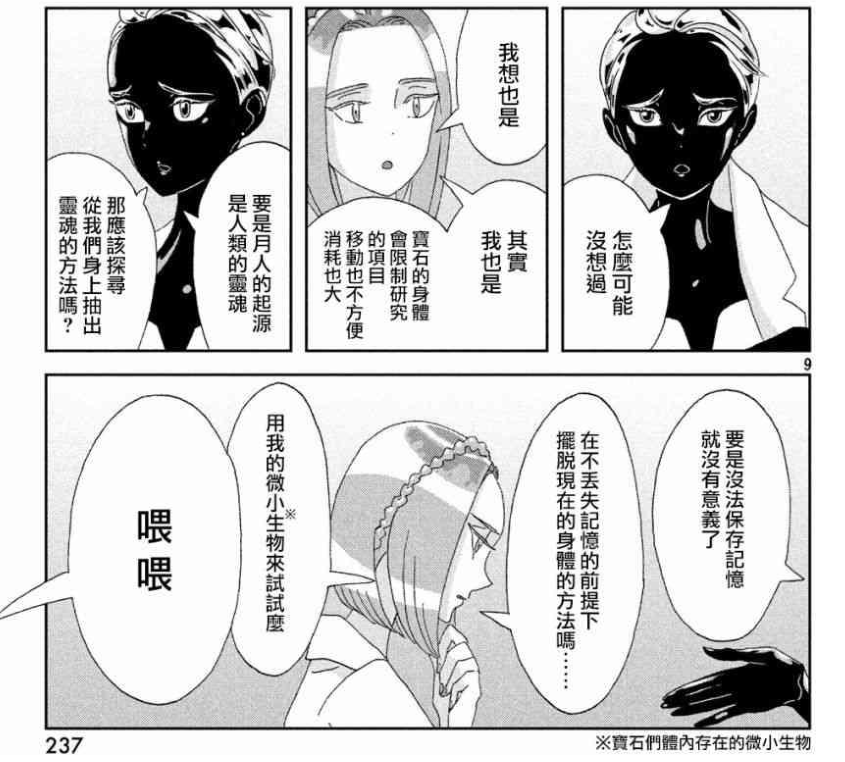 怎麼可能
沒想過
我想也是
其實
我也是
寶石的身體
會限制研究
的項目
移動也不方便
消耗也大
要是月人的起源
是人類的靈魂
那應該探尋
從我們身上抽出
靈魂的方法嗎?
9
要是沒法保存記憶
就沒有意義了
在不丟失記憶的前提下
擺脫現在的身體的方法嗎……
用我的微小生物※來試試麼
喂
喂
237
※寶石們體內存在的微小生物